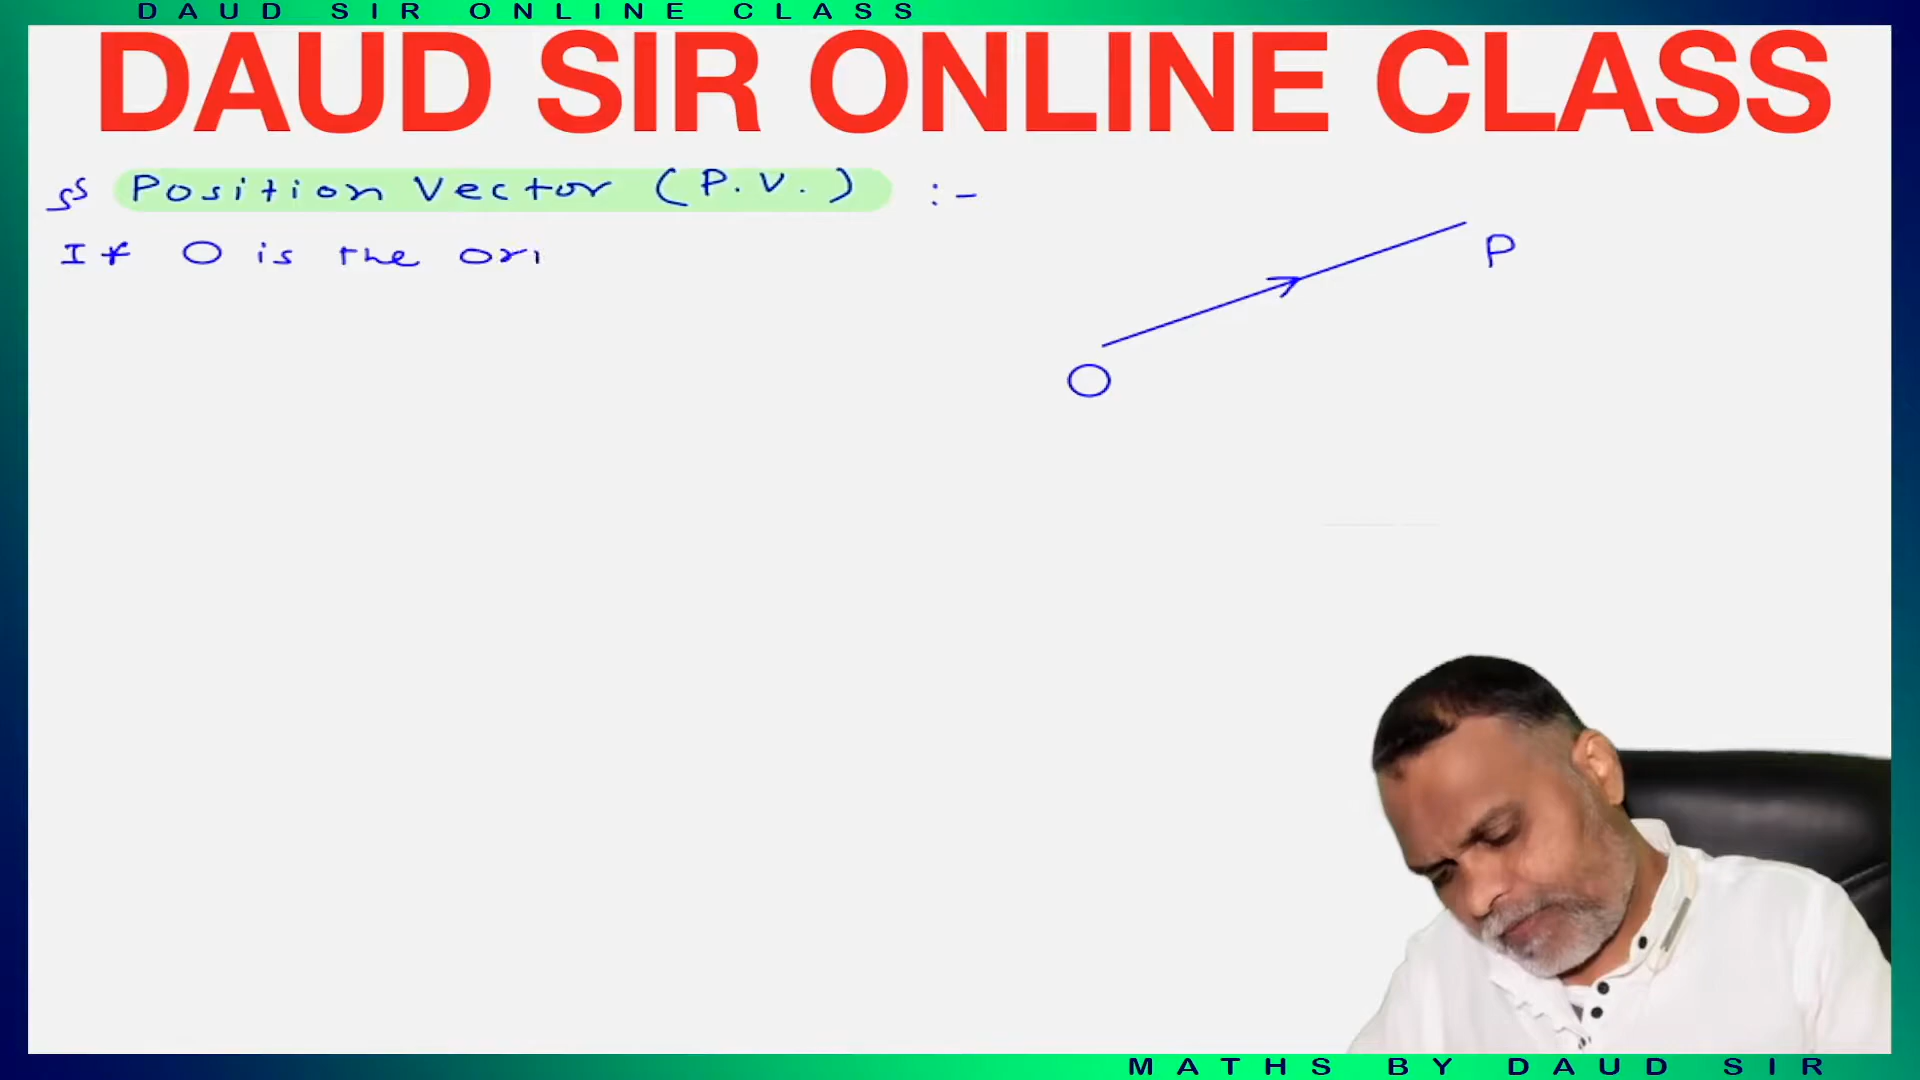 DAUD SIR ONLINE CLASS
DAUD SIR ONLINE CLASS
Position Vector (P.V.) :-
If O is the ori
P
O
MATHS BY DAUD SIR